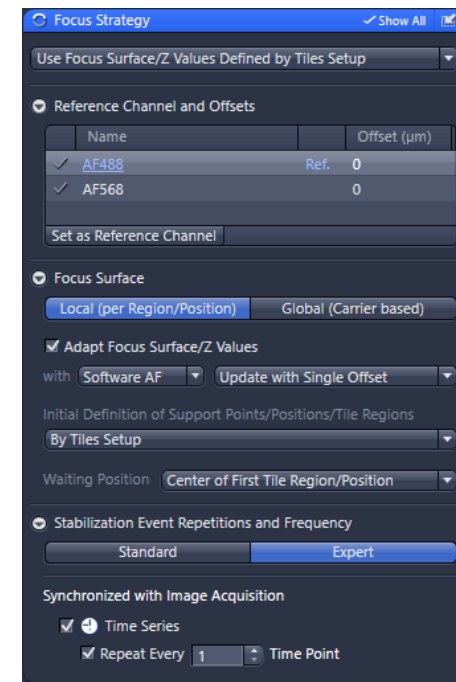 Focus Strategy Show All
Use Focus Surface/Z Values Defined by Tiles Setup
Reference Channel and Offsets
Name Offset (µm)
AF488 Ref. 0
AF568 0
Set as Reference Channel
Focus Surface
Local (per Region/Position) Global (Carrier based)
Adapt Focus Surface/Z Values
with Software AF Update with Single Offset
Initial Definition of Support Points/Positions/Tile Regions
By Tiles Setup
Waiting Position Center of First Tile Region/Position
Stabilization Event Repetitions and Frequency
Standard Expert
Synchronized with Image Acquisition
Time Series
Repeat Every 1 Time Point